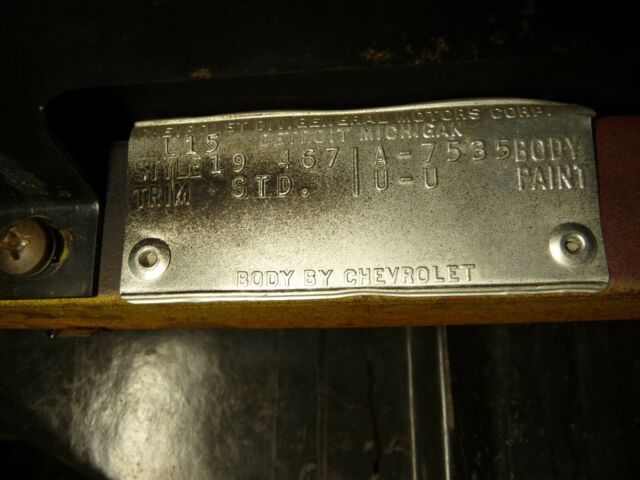 GENERAL MOTORS CORP.
L15 DETROIT MICHIGAN
STYLE 19 467 A-7535 BODY
TRIM STD. U-U PAINT
BODY BY CHEVROLET